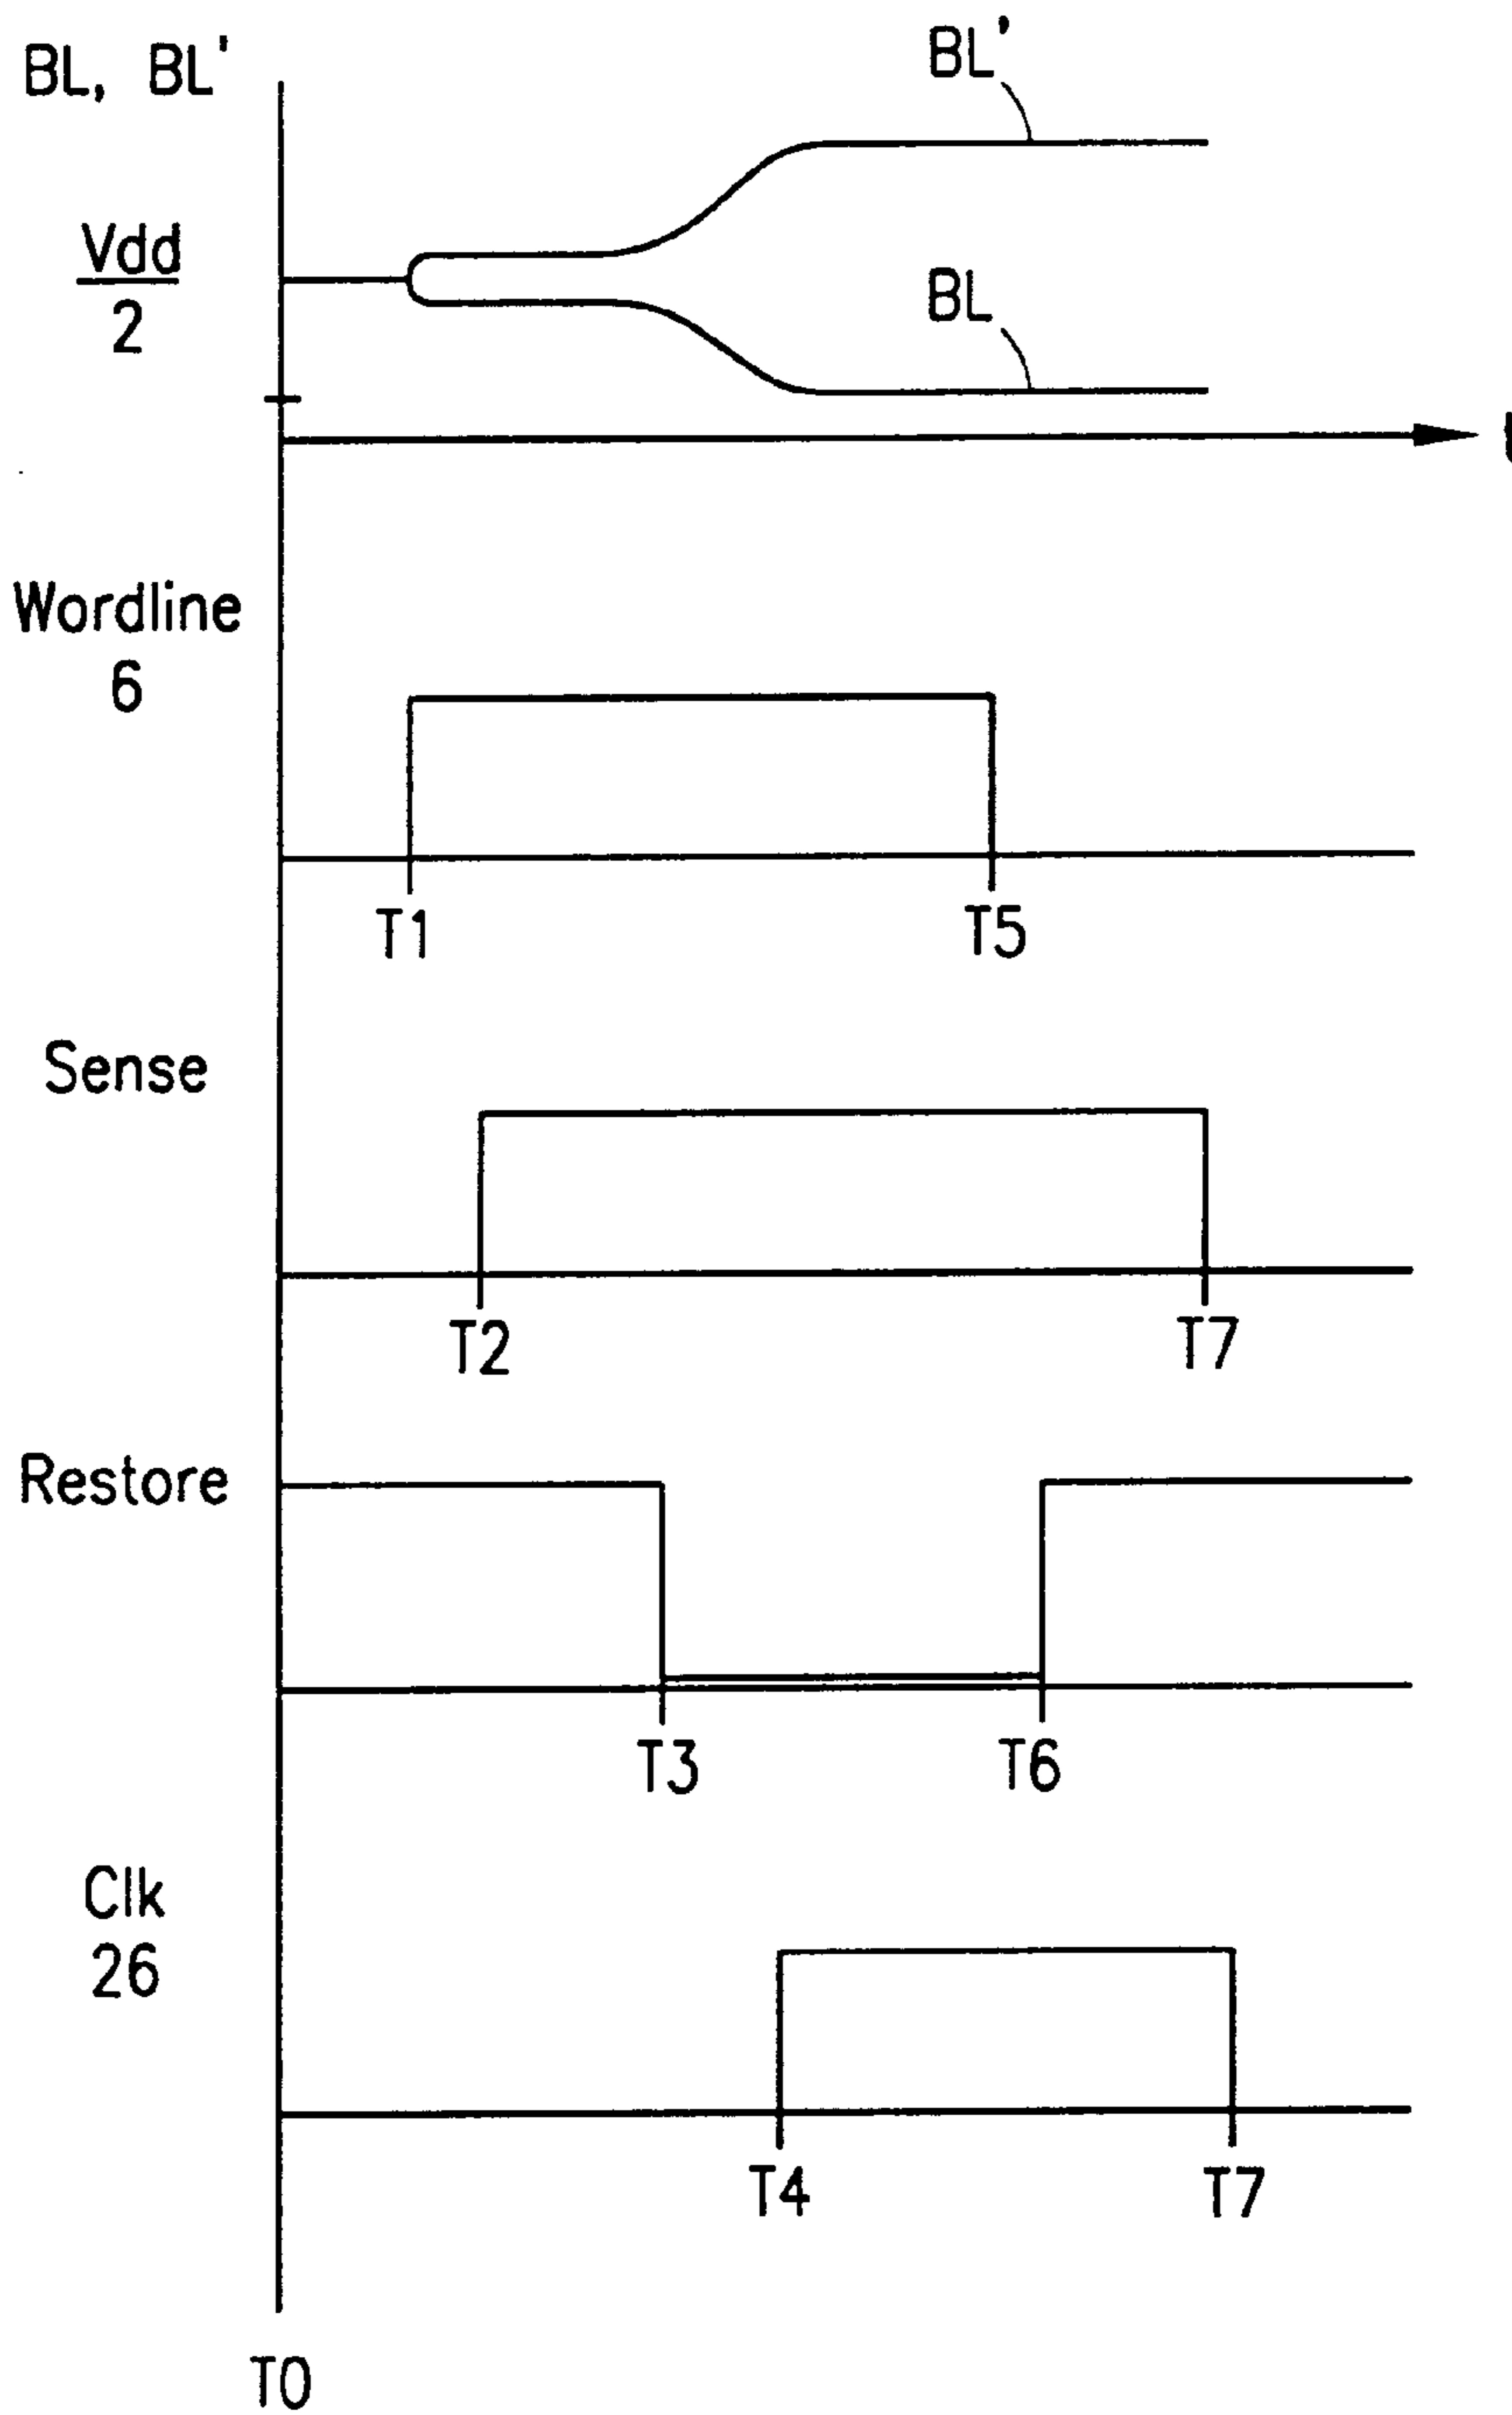 BL, BL'
BL'
Vdd
2
BL
t
Wordline
6
T1 T5
Sense
T2 T7
Restore
T3 T6
Clk
26
T4 T7
T0